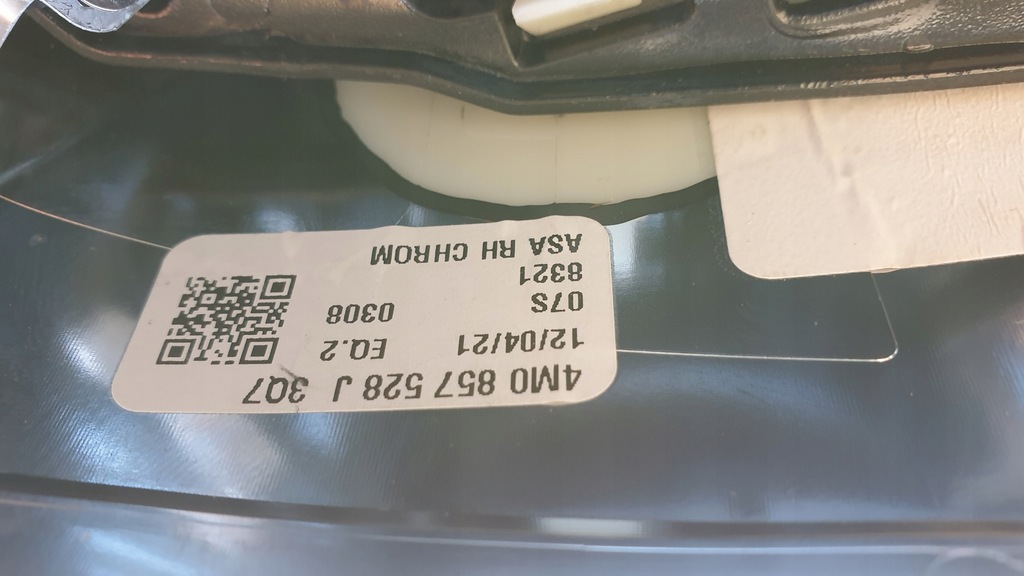 4M0 857 528 J 3Q7
12/04/21 EQ.2
07S 0308
8321
ASA RH CHROM